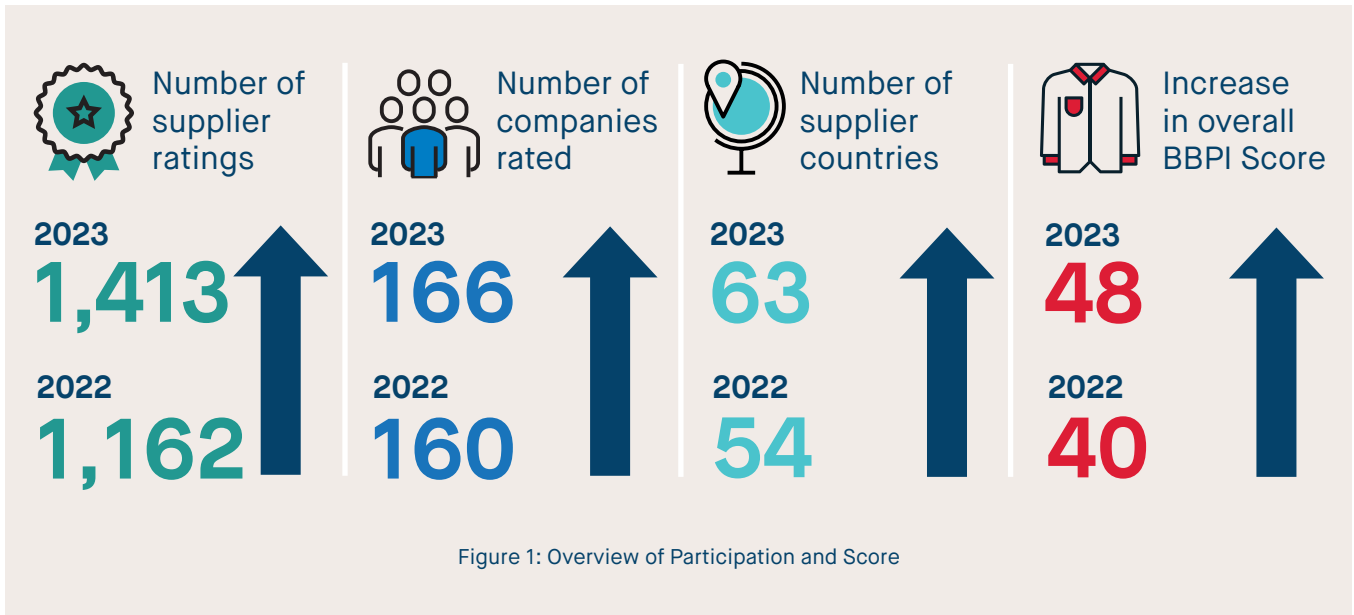 Number of
supplier
ratings
2023
1,413
2022
1,162
Number of
companies
rated
2023
166
2022
160
Number of
supplier
countries
2023
63
2022
54
Increase
in overall
BBPI Score
2023
48
2022
40
Figure 1: Overview of Participation and Score